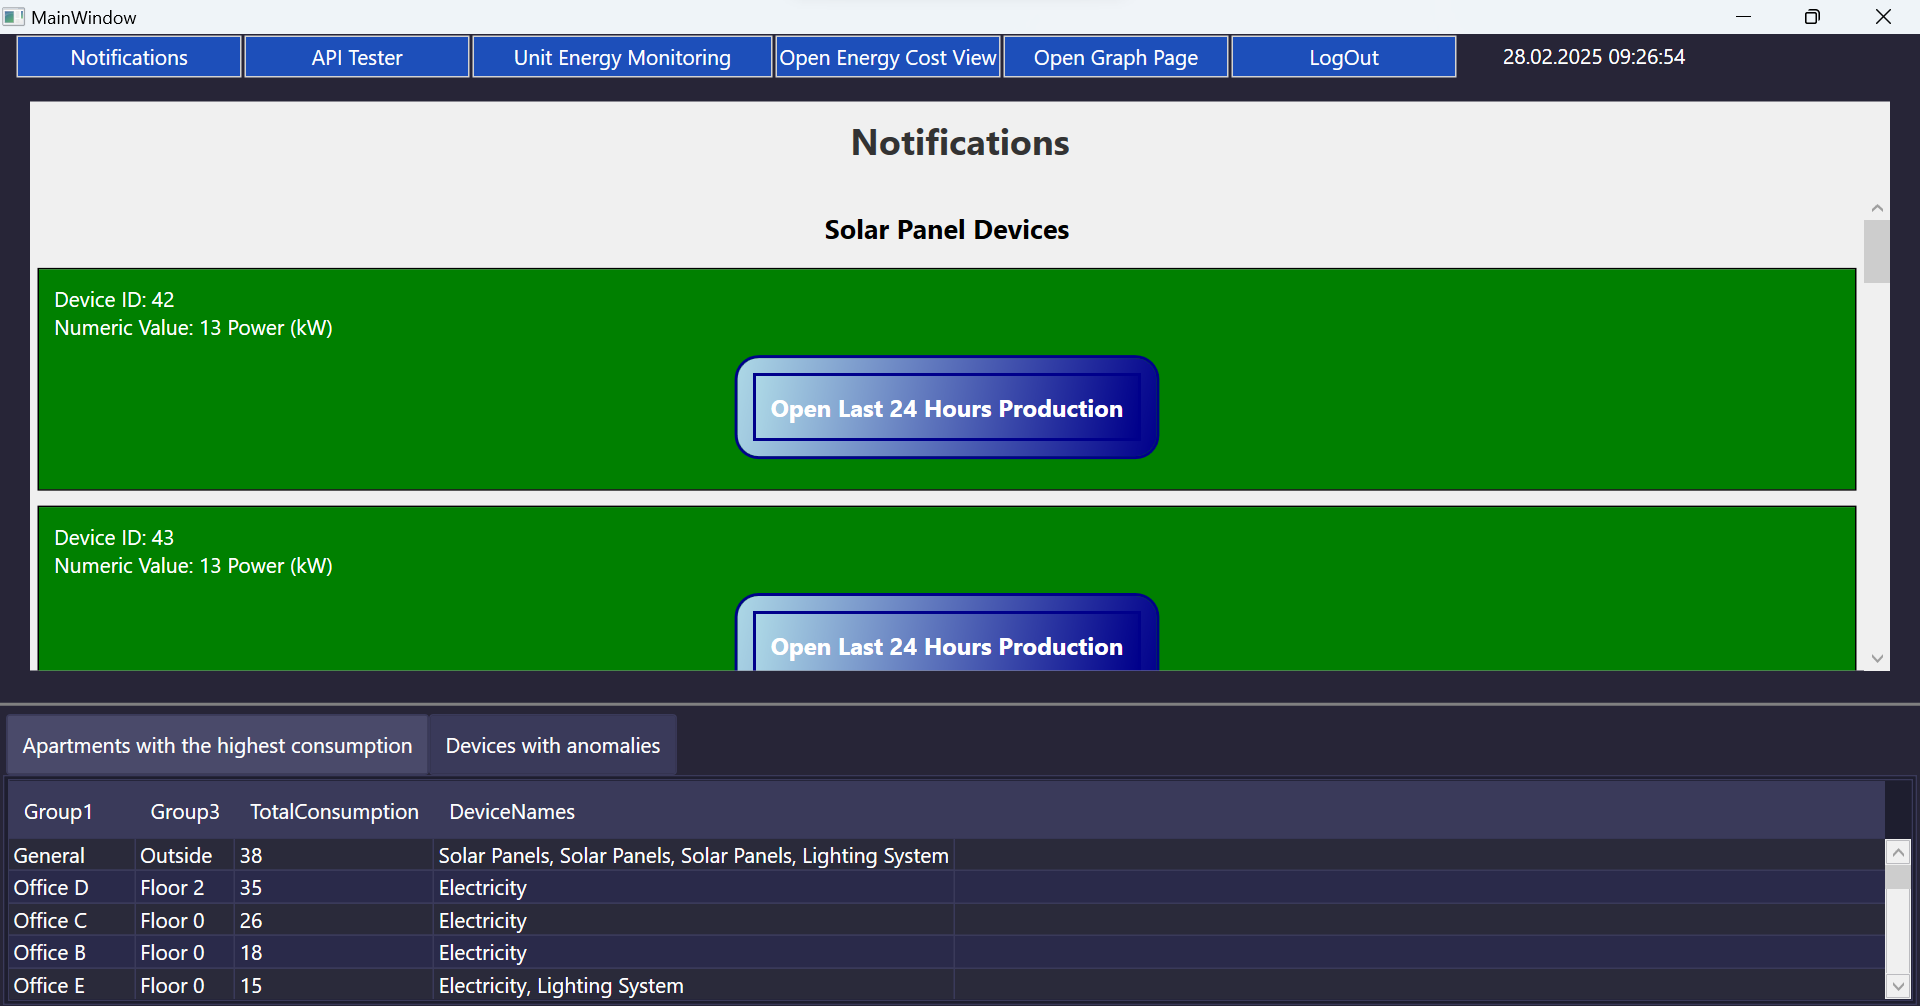 MainWindow
Notifications API Tester Unit Energy Monitoring Open Energy Cost View Open Graph Page LogOut 28.02.2025 09:26:54
Notifications
Solar Panel Devices
Device ID: 42
Numeric Value: 13 Power (kW)
Open Last 24 Hours Production
Device ID: 43
Numeric Value: 13 Power (kW)
Open Last 24 Hours Production
Apartments with the highest consumption Devices with anomalies
Group1 Group3 TotalConsumption DeviceNames
General Outside 38 Solar Panels, Solar Panels, Solar Panels, Lighting System
Office D Floor 2 35 Electricity
Office C Floor 0 26 Electricity
Office B Floor 0 18 Electricity
Office E Floor 0 15 Electricity, Lighting System